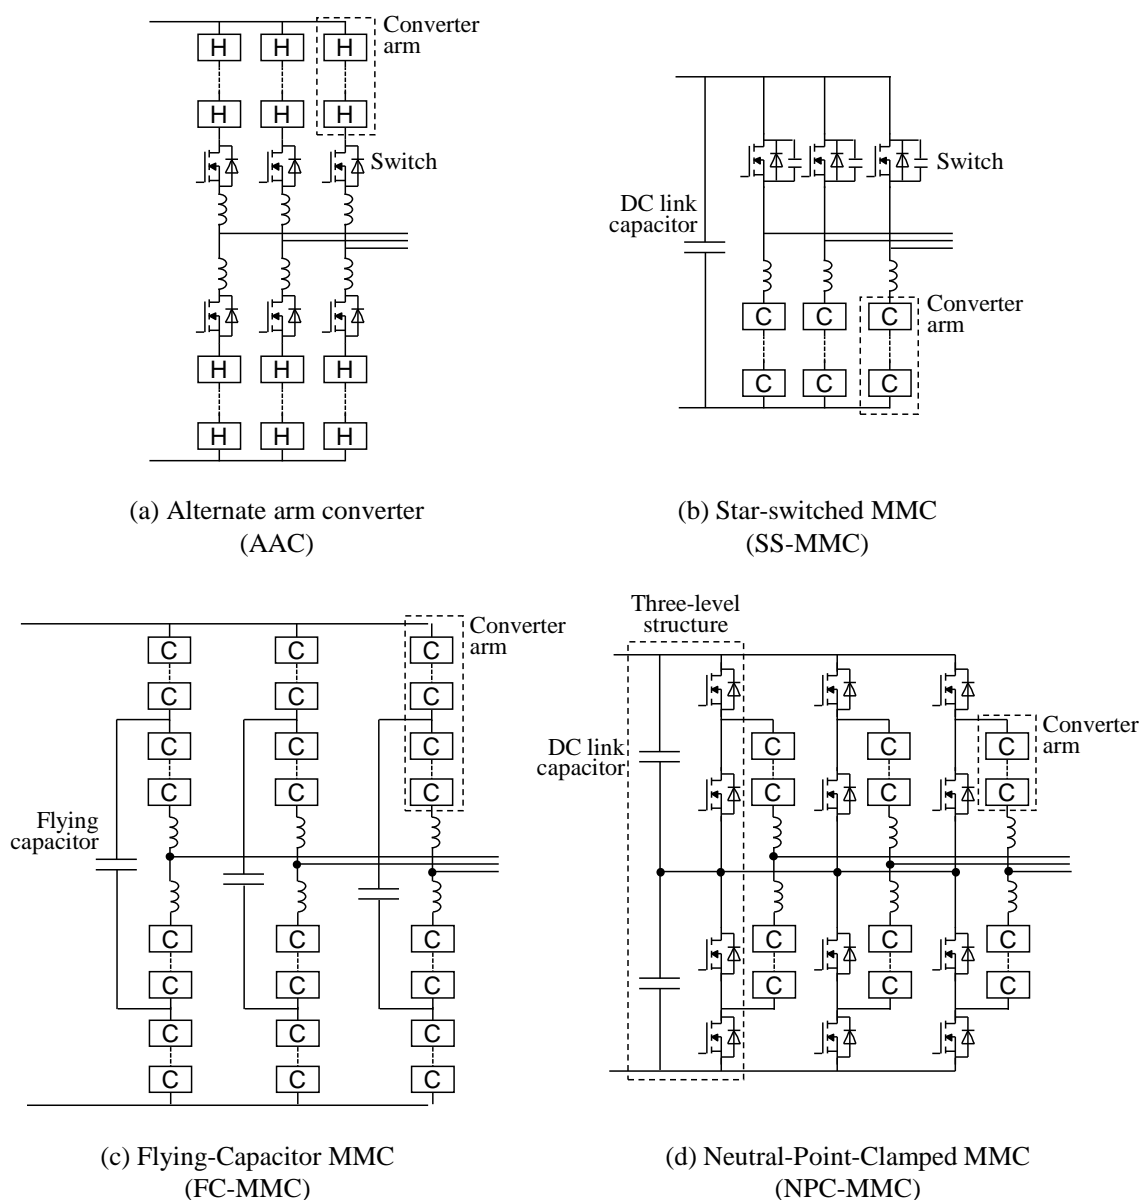 Converter
arm
H H H
H H H
Switch
H H H
H H H
(a) Alternate arm converter
(AAC)
Switch
DC link
capacitor
Converter
arm
C C C
C C C
(b) Star-switched MMC
(SS-MMC)
Converter
arm
C C C
C C C
C C C
C C C
Flying
capacitor
C C C
C C C
C C C
C C C
(c) Flying-Capacitor MMC
(FC-MMC)
Three-level
structure
Converter
arm
DC link
capacitor
C C C
C C C
C C C
C C C
(d) Neutral-Point-Clamped MMC
(NPC-MMC)